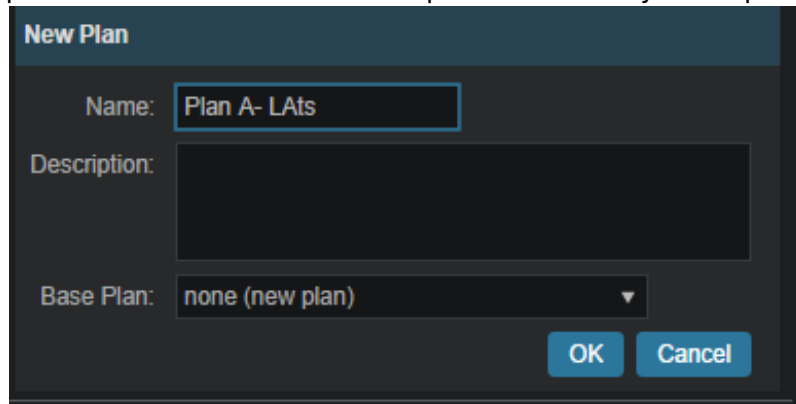 New Plan
Name: Plan A- LAts
Description:
Base Plan: none (new plan)
OK Cancel